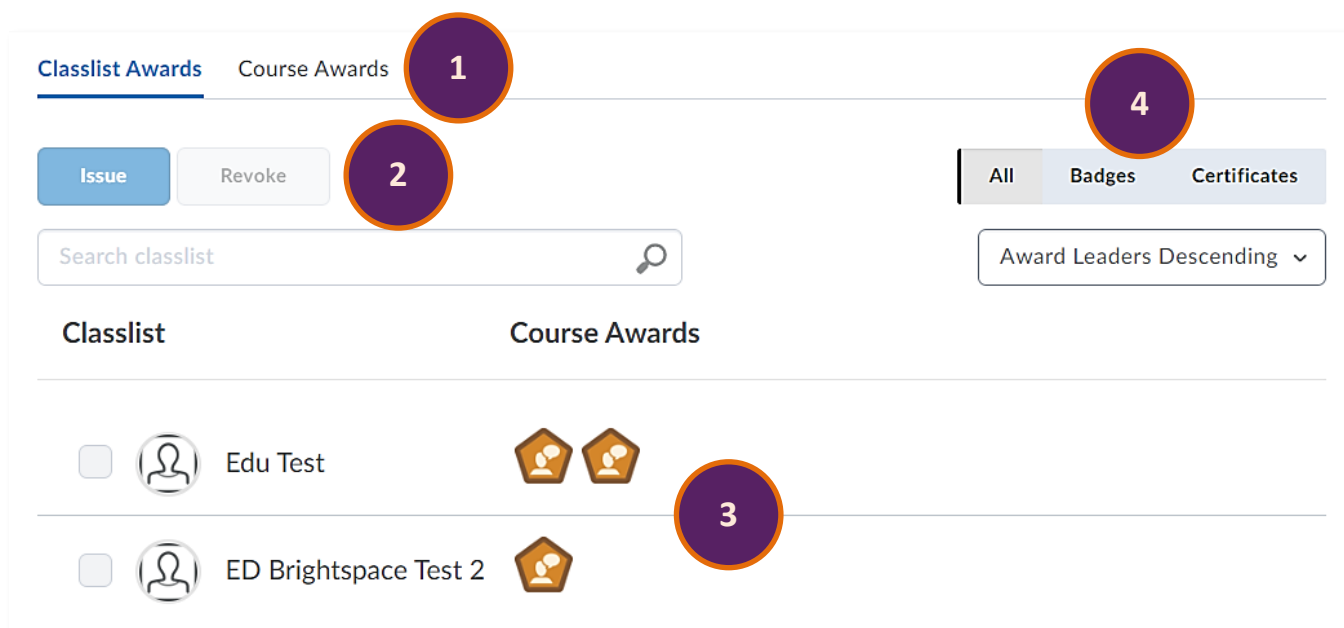 Classlist Awards Course Awards 1
4
Issue Revoke 2
All Badges Certificates
Search classlist
Award Leaders Descending
Classlist Course Awards
Edu Test
3
ED Brightspace Test 2